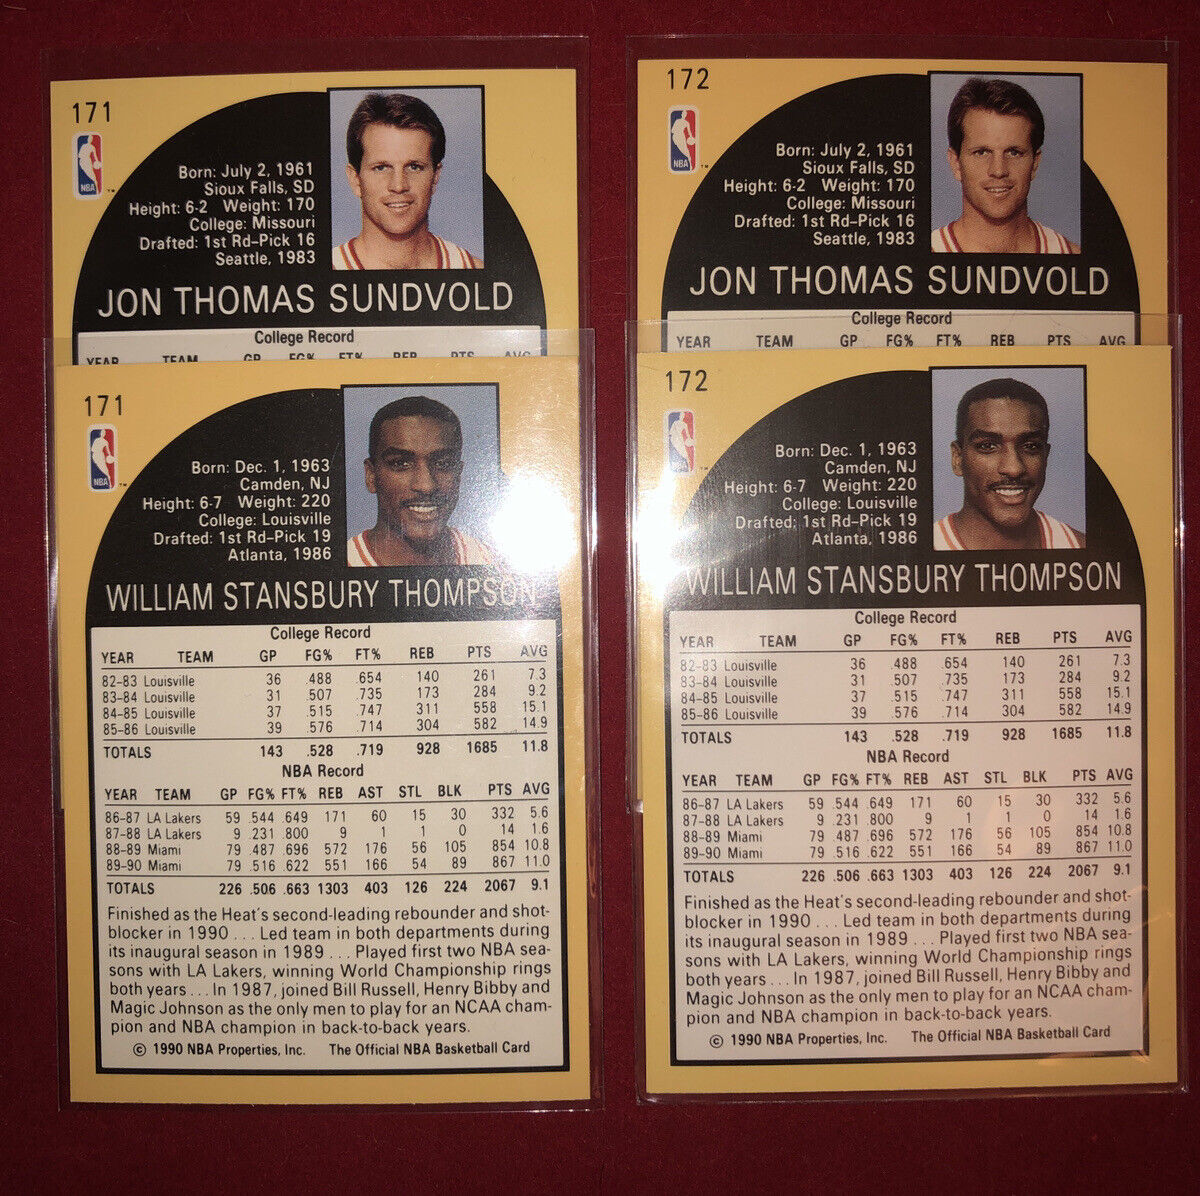 171
NBA
Born: July 2, 1961
Sioux Falls, SD
Height: 6-2 Weight: 170
College: Missouri
Drafted: 1st Rd-Pick 16
Seattle, 1983
JON THOMAS SUNDVOLD
College Record
YEAR TEAM GP FG% FT% REB PTS AVG
172
NBA
Born: July 2, 1961
Sioux Falls, SD
Height: 6-2 Weight: 170
College: Missouri
Drafted: 1st Rd-Pick 16
Seattle, 1983
JON THOMAS SUNDVOLD
College Record
YEAR TEAM GP FG% FT% REB PTS AVG
171
NBA
Born: Dec. 1, 1963
Camden, NJ
Height: 6-7 Weight: 220
College: Louisville
Drafted: 1st Rd-Pick 19
Atlanta, 1986
WILLIAM STANSBURY THOMPSON
College Record
YEAR TEAM GP FG% FT% REB PTS AVG
82-83 Louisville 36 .488 .654 140 261 7.3
83-84 Louisville 31 .507 .735 173 284 9.2
84-85 Louisville 37 .515 .747 311 558 15.1
85-86 Louisville 39 .576 .714 304 582 14.9
TOTALS 143 .528 .719 928 1685 11.8
NBA Record
YEAR TEAM GP FG% FT% REB AST STL BLK PTS AVG
86-87 LA Lakers 59 .544 .649 171 60 15 30 332 5.6
87-88 LA Lakers 9 .231 .800 9 1 1 0 14 1.6
88-89 Miami 79 .487 .696 572 176 56 105 854 10.8
89-90 Miami 79 .516 .622 551 166 54 89 867 11.0
TOTALS 226 .506 .663 1303 403 126 224 2067 9.1
Finished as the Heat's second-leading rebounder and shot-
blocker in 1990 ... Led team in both departments during
its inaugural season in 1989 ... Played first two NBA sea-
sons with LA Lakers, winning World Championship rings
both years ... In 1987, joined Bill Russell, Henry Bibby and
Magic Johnson as the only men to play for an NCAA cham-
pion and NBA champion in back-to-back years.
© 1990 NBA Properties, Inc. The Official NBA Basketball Card
172
NBA
Born: Dec. 1, 1963
Camden, NJ
Height: 6-7 Weight: 220
College: Louisville
Drafted: 1st Rd-Pick 19
Atlanta, 1986
WILLIAM STANSBURY THOMPSON
College Record
YEAR TEAM GP FG% FT% REB PTS AVG
82-83 Louisville 36 .488 .654 140 261 7.3
83-84 Louisville 31 .507 .735 173 284 9.2
84-85 Louisville 37 .515 .747 311 558 15.1
85-86 Louisville 39 .576 .714 304 582 14.9
TOTALS 143 .528 .719 928 1685 11.8
NBA Record
YEAR TEAM GP FG% FT% REB AST STL BLK PTS AVG
86-87 LA Lakers 59 .544 .649 171 60 15 30 332 5.6
87-88 LA Lakers 9 .231 .800 9 1 1 0 14 1.6
88-89 Miami 79 .487 .696 572 176 56 105 854 10.8
89-90 Miami 79 .516 .622 551 166 54 89 867 11.0
TOTALS 226 .506 .663 1303 403 126 224 2067 9.1
Finished as the Heat's second-leading rebounder and shot-
blocker in 1990 ... Led team in both departments during
its inaugural season in 1989 ... Played first two NBA sea-
sons with LA Lakers, winning World Championship rings
both years ... In 1987, joined Bill Russell, Henry Bibby and
Magic Johnson as the only men to play for an NCAA cham-
pion and NBA champion in back-to-back years.
© 1990 NBA Properties, Inc. The Official NBA Basketball Card